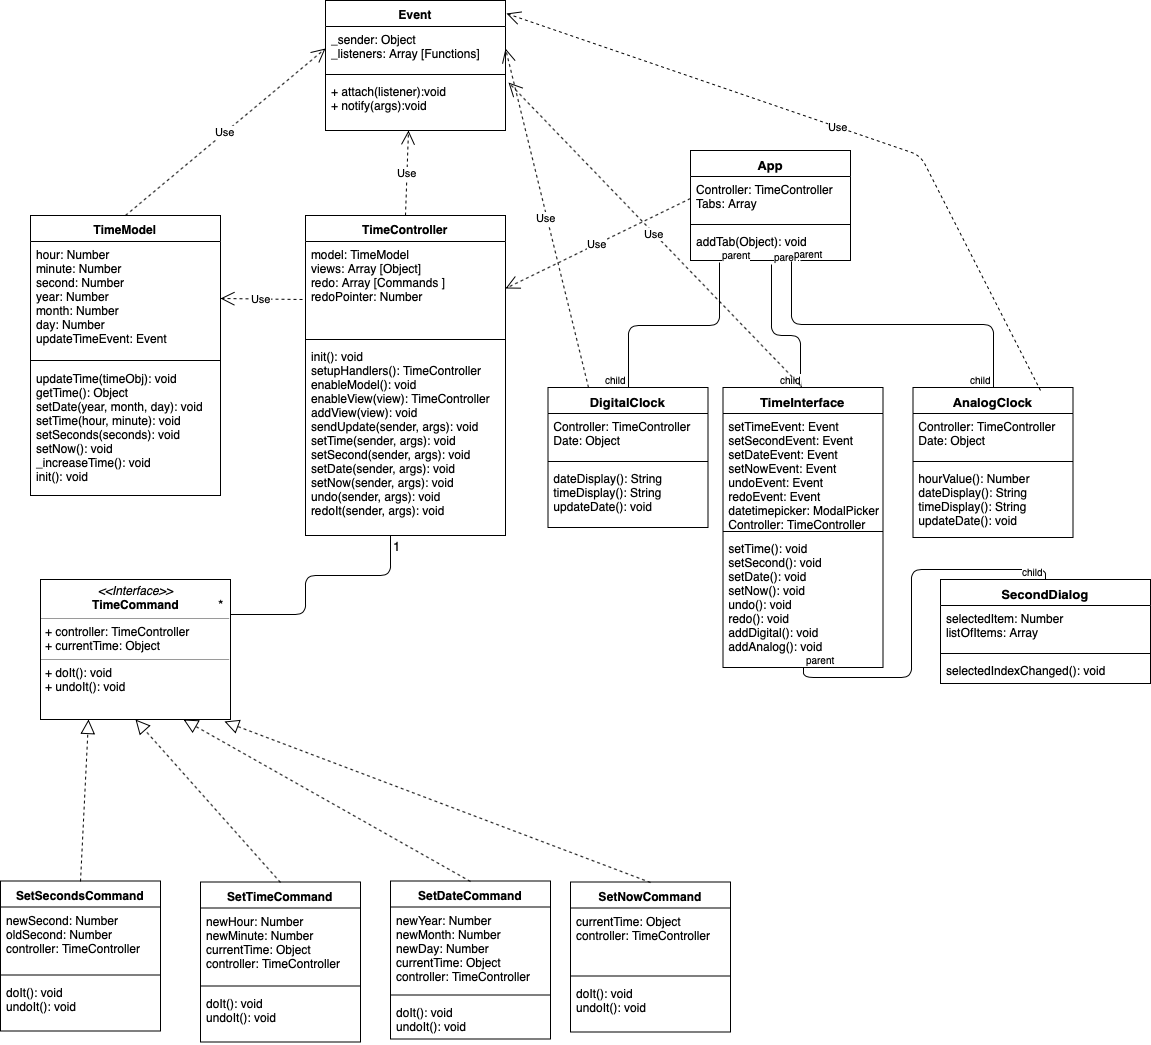 Event
_sender: Object
_listeners: Array [Functions]
+ attach(listener):void
+ notify(args):void
Use
Use
Use
Use
Use
Use
Use
App
Controller: TimeController
Tabs: Array
addTab(Object): void
parent
parent
parent
TimeModel
hour: Number
minute: Number
second: Number
year: Number
month: Number
day: Number
updateTimeEvent: Event
updateTime(timeObj): void
getTime(): Object
setDate(year, month, day): void
setTime(hour, minute): void
setSeconds(seconds): void
setNow(): void
_increaseTime(): void
init(): void
TimeController
model: TimeModel
views: Array [Object]
redo: Array [Commands ]
redoPointer: Number
init(): void
setupHandlers(): TimeController
enableModel(): void
enableView(view): TimeController
addView(view): void
sendUpdate(sender, args): void
setTime(sender, args): void
setSecond(sender, args): void
setDate(sender, args): void
setNow(sender, args): void
undo(sender, args): void
redoIt(sender, args): void
1
child
DigitalClock
Controller: TimeController
Date: Object
dateDisplay(): String
timeDisplay(): String
updateDate(): void
child
TimeInterface
setTimeEvent: Event
setSecondEvent: Event
setDateEvent: Event
setNowEvent: Event
undoEvent: Event
redoEvent: Event
datetimepicker: ModalPicker
Controller: TimeController
setTime(): void
setSecond(): void
setDate(): void
setNow(): void
undo(): void
redo(): void
addDigital(): void
addAnalog(): void
parent
child
AnalogClock
Controller: TimeController
Date: Object
hourValue(): Number
dateDisplay(): String
timeDisplay(): String
updateDate(): void
child
SecondDialog
selectedItem: Number
listOfItems: Array
selectedIndexChanged(): void
<<Interface>>
TimeCommand
*
+ controller: TimeController
+ currentTime: Object
+ doIt(): void
+ undoIt(): void
SetSecondsCommand
newSecond: Number
oldSecond: Number
controller: TimeController
doIt(): void
undoIt(): void
SetTimeCommand
newHour: Number
newMinute: Number
currentTime: Object
controller: TimeController
doIt(): void
undoIt(): void
SetDateCommand
newYear: Number
newMonth: Number
newDay: Number
currentTime: Object
controller: TimeController
doIt(): void
undoIt(): void
SetNowCommand
currentTime: Object
controller: TimeController
doIt(): void
undoIt(): void